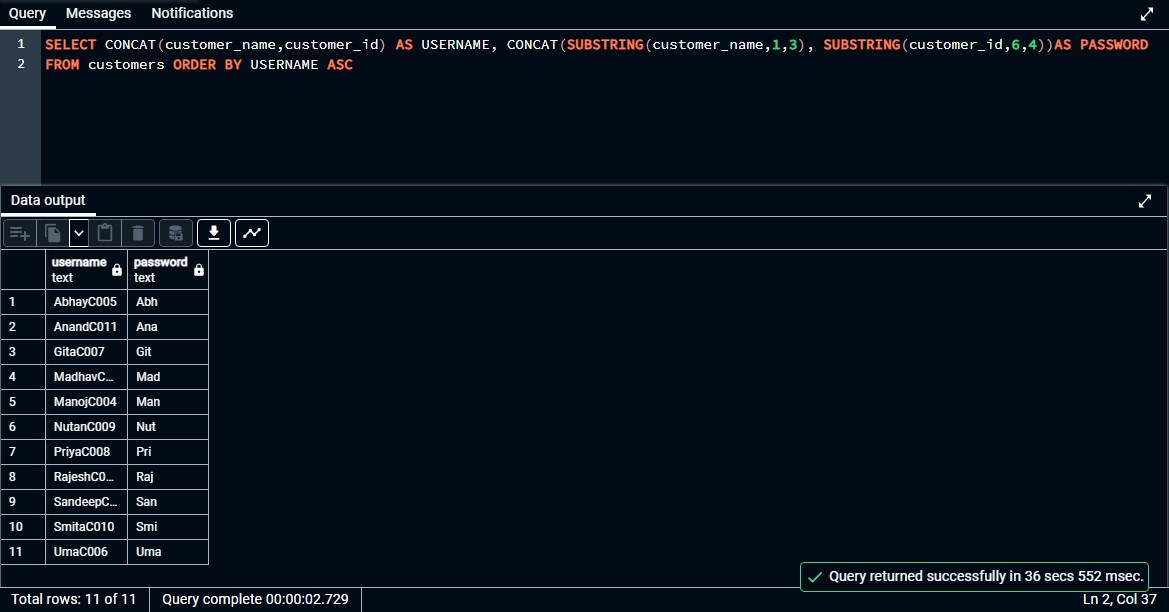 Query Messages Notifications
1 SELECT CONCAT(customer_name,customer_id) AS USERNAME, CONCAT(SUBSTRING(customer_name,1,3), SUBSTRING(customer_id,6,4))AS PASSWORD
2 FROM customers ORDER BY USERNAME ASC
Data output
username password
text text
1 AbhayC005 Abh
2 AnandC011 Ana
3 GitaC007 Git
4 MadhavC... Mad
5 ManojC004 Man
6 NutanC009 Nut
7 PriyaC008 Pri
8 RajeshC0... Raj
9 SandeepC... San
10 SmitaC010 Smi
11 UmaC006 Uma
Query returned successfully in 36 secs 552 msec.
Total rows: 11 of 11 Query complete 00:00:02.729 Ln 2, Col 37